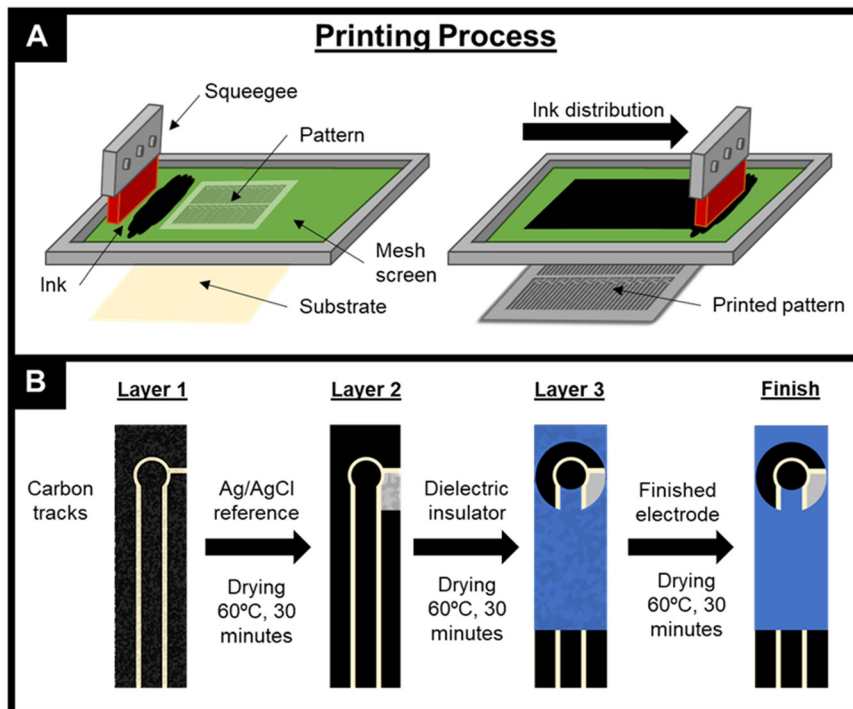 A
Printing Process
Squeegee
Pattern
Ink
Mesh
screen
Substrate
Ink distribution
Printed pattern
B
Layer 1
Layer 2
Layer 3
Finish
Carbon
tracks
Ag/AgCl
reference
Drying
60ºC, 30
minutes
Dielectric
insulator
Drying
60ºC, 30
minutes
Finished
electrode
Drying
60ºC, 30
minutes